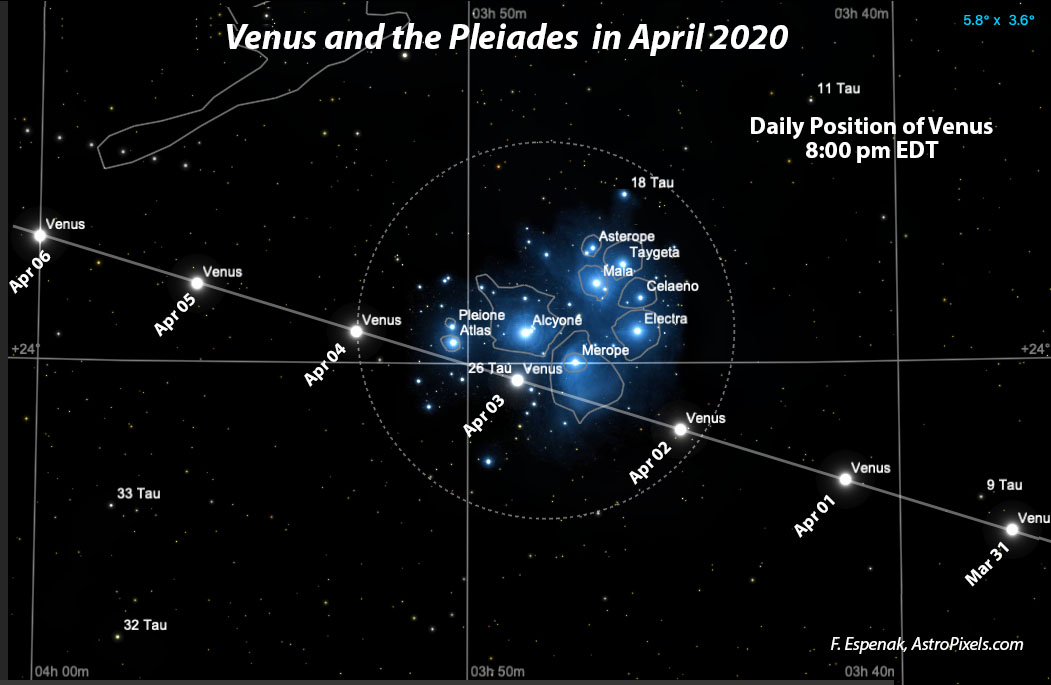 03h 50m
03h 40m
5.8° x 3.6°
Venus and the Pleiades in April 2020
11 Tau
Daily Position of Venus
8:00 pm EDT
18 Tau
Venus
Apr 06
Asterope
Taygeta
Maia
Celaeno
Venus
Apr 05
Pleione
Atlas
Alcyone
Electra
Venus
Apr 04
+24°
Merope
+24°
26 Tau
Venus
Apr 03
Venus
Apr 02
Venus
Apr 01
9 Tau
Venu
Mar 31
33 Tau
32 Tau
F. Espenak, AstroPixels.com
04h 00m
03h 50m
03h 40n